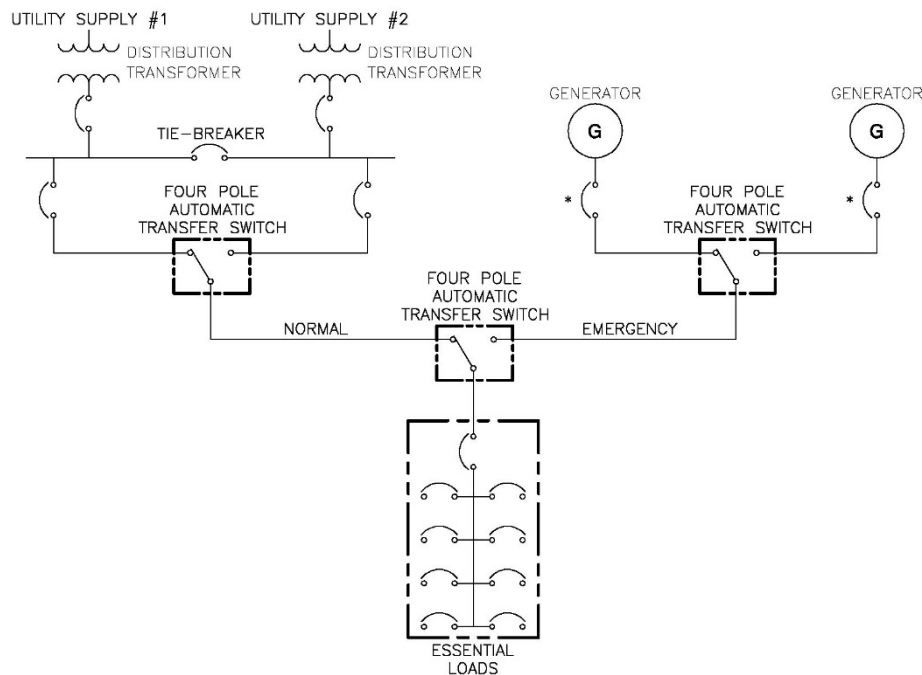 UTILITY SUPPLY #1
UTILITY SUPPLY #2
DISTRIBUTION
TRANSFORMER
DISTRIBUTION
TRANSFORMER
GENERATOR
GENERATOR
G
G
TIE-BREAKER
*
*
FOUR POLE
AUTOMATIC
TRANSFER SWITCH
FOUR POLE
AUTOMATIC
TRANSFER SWITCH
FOUR POLE
AUTOMATIC
TRANSFER SWITCH
NORMAL
EMERGENCY
ESSENTIAL
LOADS